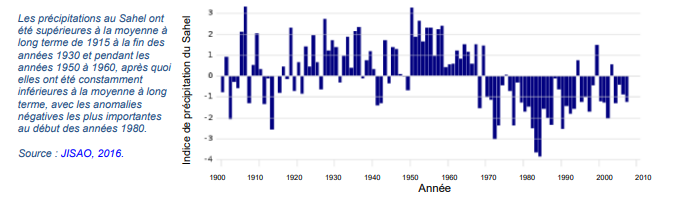 Les précipitations au Sahel ont
été supérieures à la moyenne à
long terme de 1915 à la fin des
années 1930 et pendant les
années 1950 à 1960, après quoi
elles ont été constamment
inférieures à la moyenne à long
terme, avec les anomalies
négatives les plus importantes
au début des années 1980.
Source : JISAO, 2016.
Indice de précipitation du Sahel
3
2
1
0
-1
-2
-3
-4
1900 1910 1920 1930 1940 1950 1960 1970 1980 1990 2000 2010
Année